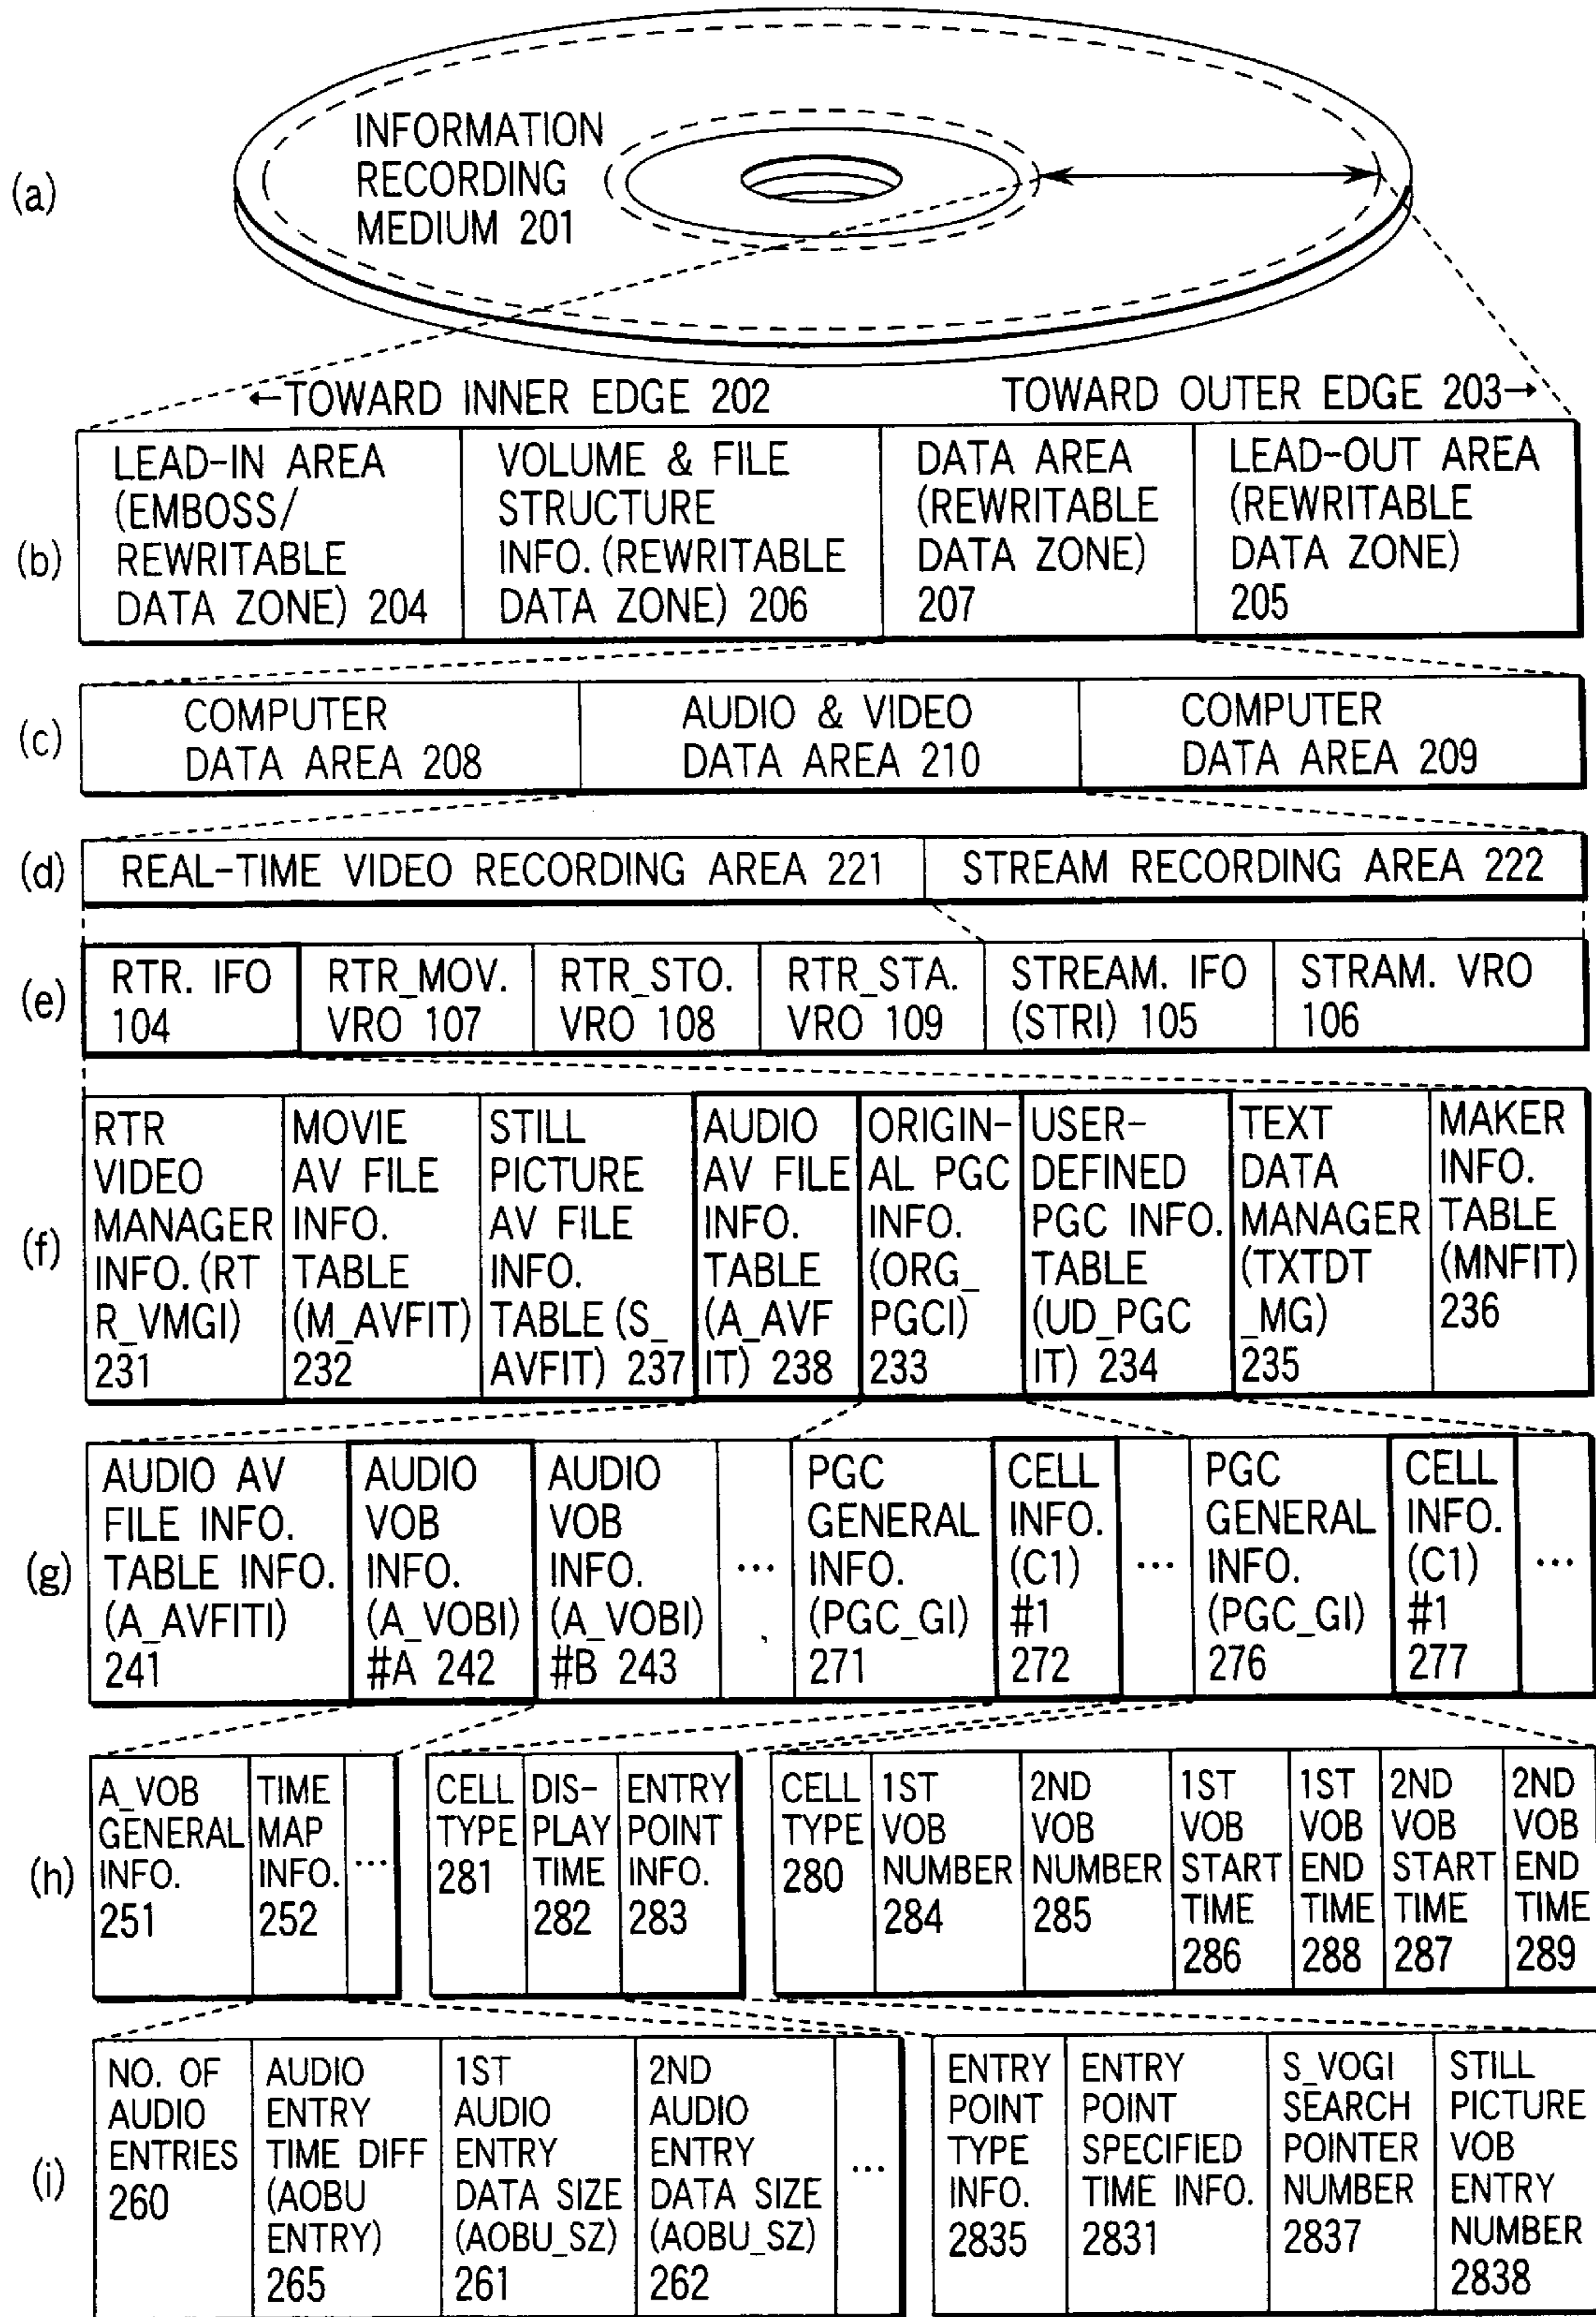 (a)
INFORMATION
RECORDING
MEDIUM 201
←TOWARD INNER EDGE 202
TOWARD OUTER EDGE 203→
(b)
LEAD-IN AREA
(EMBOSS/
REWRITABLE
DATA ZONE) 204
VOLUME & FILE
STRUCTURE
INFO. (REWRITABLE
DATA ZONE) 206
DATA AREA
(REWRITABLE
DATA ZONE)
207
LEAD-OUT AREA
(REWRITABLE
DATA ZONE)
205
(c)
COMPUTER
DATA AREA 208
AUDIO & VIDEO
DATA AREA 210
COMPUTER
DATA AREA 209
(d)
REAL-TIME VIDEO RECORDING AREA 221
STREAM RECORDING AREA 222
(e)
RTR. IFO
104
RTR_MOV.
VRO 107
RTR_STO.
VRO 108
RTR_STA.
VRO 109
STREAM. IFO
(STRI) 105
STRAM. VRO
106
(f)
RTR
VIDEO
MANAGER
INFO. (RT
R_VMGI)
231
MOVIE
AV FILE
INFO.
TABLE
(M_AVFIT)
232
STILL
PICTURE
AV FILE
INFO.
TABLE (S_
AVFIT) 237
AUDIO
AV FILE
INFO.
TABLE
(A_AVF
IT) 238
ORIGIN-
AL PGC
INFO.
(ORG_
PGCI)
233
USER-
DEFINED
PGC INFO.
TABLE
(UD_PGC
IT) 234
TEXT
DATA
MANAGER
(TXTDT
_MG)
235
MAKER
INFO.
TABLE
(MNFIT)
236
(g)
AUDIO AV
FILE INFO.
TABLE INFO.
(A_AVFITI)
241
AUDIO
VOB
INFO.
(A_VOBI)
#A 242
AUDIO
VOB
INFO.
(A_VOBI)
#B 243
...
PGC
GENERAL
INFO.
(PGC_GI)
271
CELL
INFO.
(C1)
#1
272
...
PGC
GENERAL
INFO.
(PGC_GI)
276
CELL
INFO.
(C1)
#1
277
...
(h)
A_VOB
GENERAL
INFO.
251
TIME
MAP
INFO.
252
...
CELL
TYPE
281
DIS-
PLAY
TIME
282
ENTRY
POINT
INFO.
283
CELL
TYPE
280
1ST
VOB
NUMBER
284
2ND
VOB
NUMBER
285
1ST
VOB
START
TIME
286
1ST
VOB
END
TIME
288
2ND
VOB
START
TIME
287
2ND
VOB
END
TIME
289
(i)
NO. OF
AUDIO
ENTRIES
260
AUDIO
ENTRY
TIME DIFF
(AOBU
ENTRY)
265
1ST
AUDIO
ENTRY
DATA SIZE
(AOBU_SZ)
261
2ND
AUDIO
ENTRY
DATA SIZE
(AOBU_SZ)
262
...
ENTRY
POINT
TYPE
INFO.
2835
ENTRY
POINT
SPECIFIED
TIME INFO.
2831
S_VOGI
SEARCH
POINTER
NUMBER
2837
STILL
PICTURE
VOB
ENTRY
NUMBER
2838